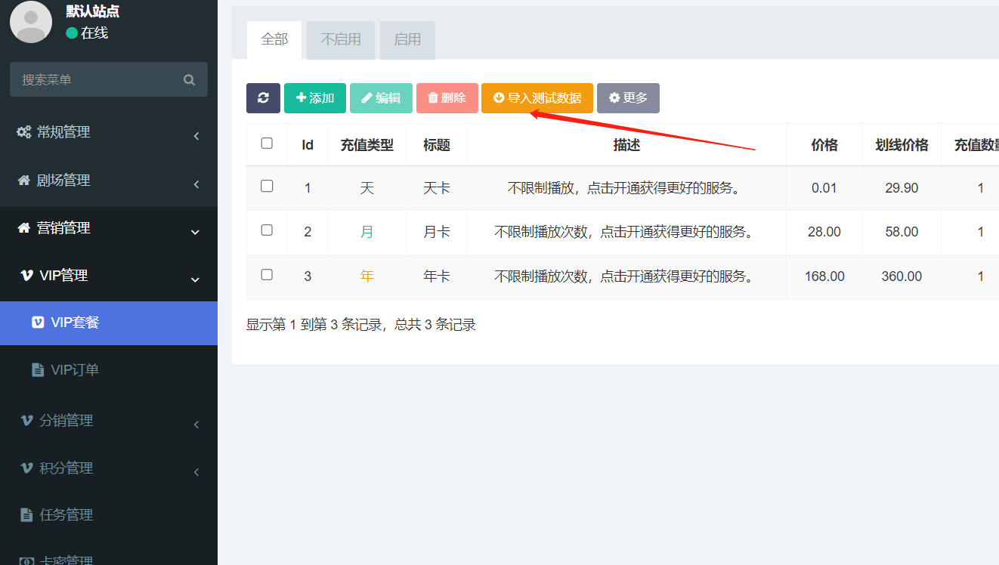 默认站点
在线
搜索菜单
常规管理
剧场管理
营销管理
VIP管理
VIP套餐
VIP订单
分销管理
积分管理
任务管理
卡密管理
全部 不启用 启用
添加 编辑 删除 导入测试数据 更多
Id 充值类型 标题 描述 价格 划线价格 充值数量
1 天 天卡 不限制播放，点击开通获得更好的服务。 0.01 29.90 1
2 月 月卡 不限制播放次数，点击开通获得更好的服务。 28.00 58.00 1
3 年 年卡 不限制播放次数，点击开通获得更好的服务。 168.00 360.00 1
显示第 1 到第 3 条记录，总共 3 条记录